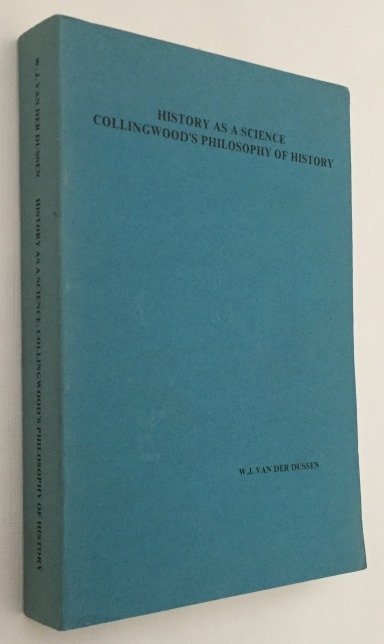 HISTORY AS A SCIENCE
COLLINGWOOD'S PHILOSOPHY OF HISTORY
W.J. VAN DER DUSSEN
W. J. VAN DER DUSSEN HISTORY AS A SCIENCE: COLLINGWOOD'S PHILOSOPHY OF HISTORY